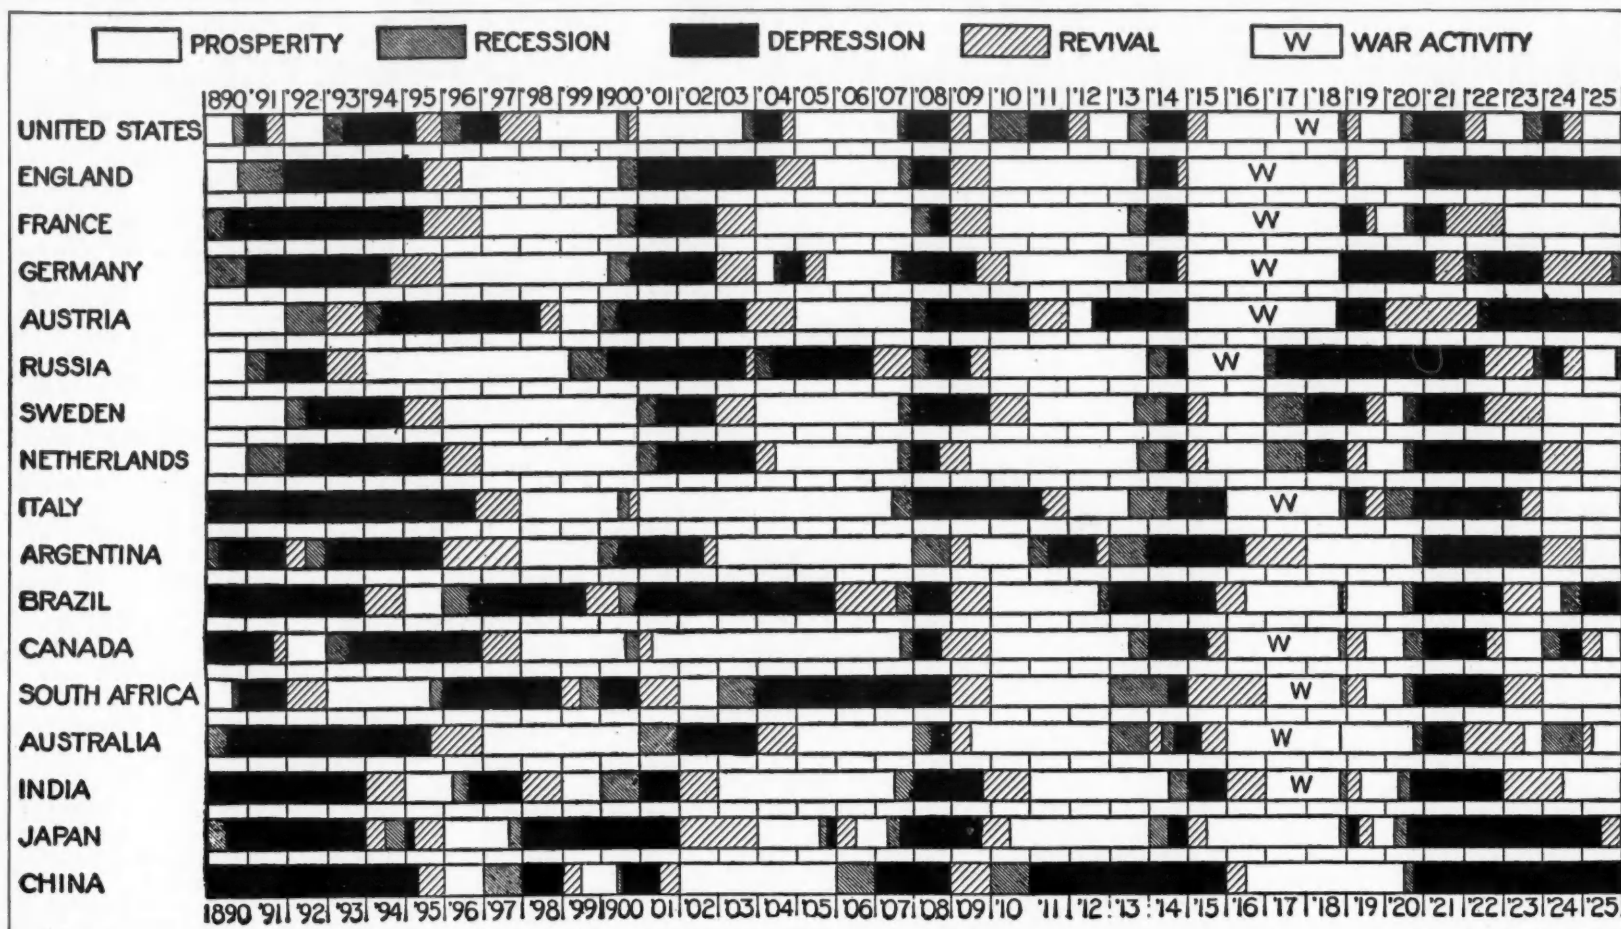 PROSPERITY RECESSION DEPRESSION REVIVAL W WAR ACTIVITY
1890 '91 '92 '93 '94 '95 '96 '97 '98 '99 1900 '01 '02 '03 '04 '05 '06 '07 '08 '09 '10 '11 '12 '13 '14 '15 '16 '17 '18 '19 '20 '21 '22 '23 '24 '25
UNITED STATES W
ENGLAND W
FRANCE W
GERMANY W
AUSTRIA W
RUSSIA W
SWEDEN
NETHERLANDS
ITALY W
ARGENTINA
BRAZIL
CANADA W
SOUTH AFRICA W
AUSTRALIA W
INDIA W
JAPAN
CHINA
1890 '91 '92 '93 '94 '95 '96 '97 '98 '99 1900 '01 '02 '03 '04 '05 '06 '07 '08 '09 '10 '11 '12 '13 '14 '15 '16 '17 '18 '19 '20 '21 '22 '23 '24 '25